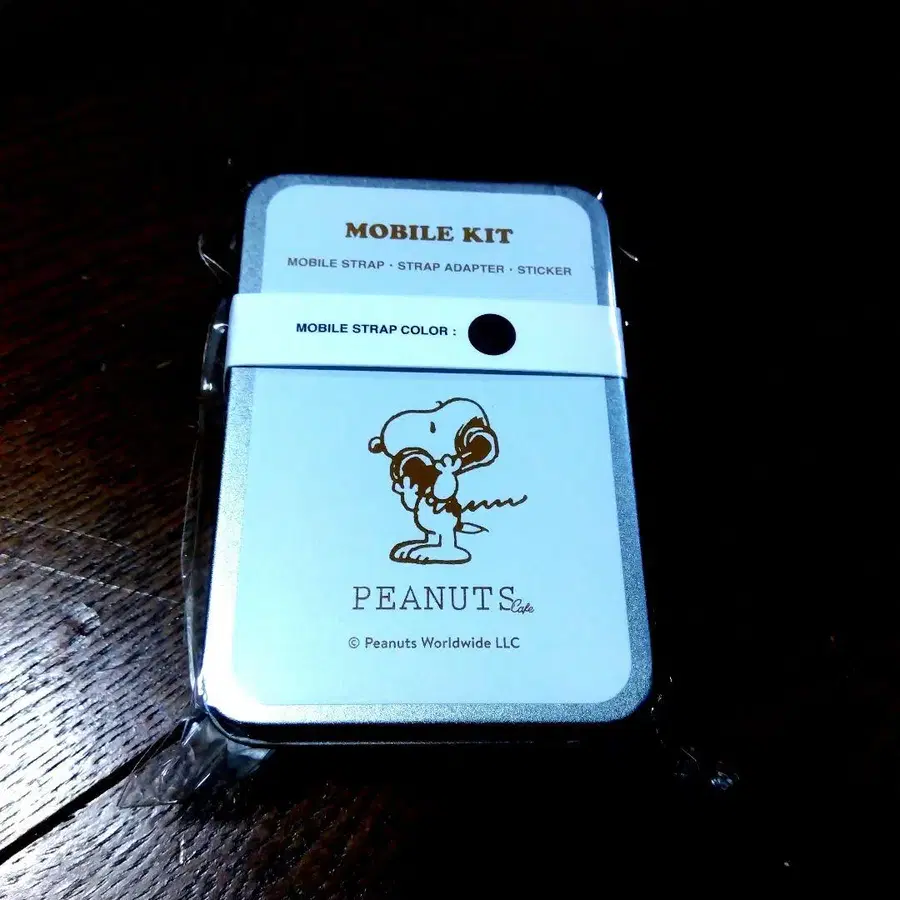 MOBILE KIT
MOBILE STRAP · STRAP ADAPTER · STICKER
MOBILE STRAP COLOR :
PEANUTS Cafe
© Peanuts Worldwide LLC